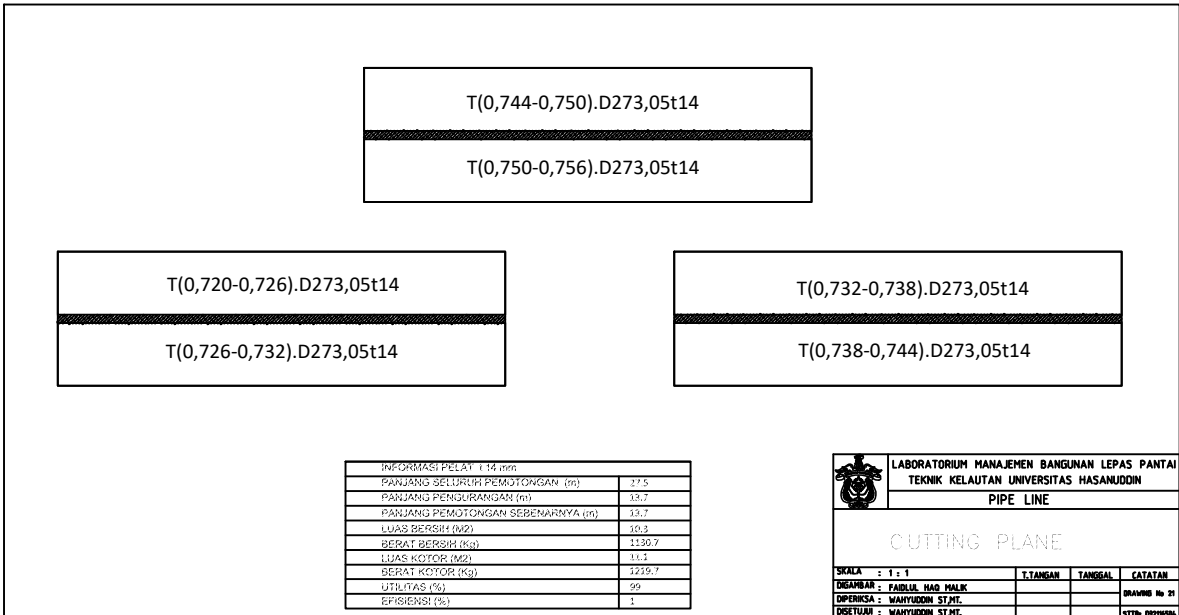 T(0,744-0,750).D273,05t14
T(0,750-0,756).D273,05t14
T(0,720-0,726).D273,05t14
T(0,726-0,732).D273,05t14
T(0,732-0,738).D273,05t14
T(0,738-0,744).D273,05t14
INFORMASI PELAT t 14 mm
PANJANG SELURUH PEMOTONGAN (m) 27.5
PANJANG PENGURANGAN (m) 13.7
PANJANG PEMOTONGAN SEBENARNYA (m) 13.7
LUAS BERSIH (M2) 10.3
BERAT BERSIH (Kg)
LUAS KOTOR (M2) 11.1
BERAT KOTOR (Kg) 1219.7
UTILITAS (%) 99
EFISIENSI (%) 1
LABORATORIUM MANAJEMEN BANGUNAN LEPAS PANTAI
TEKNIK KELAUTAN UNIVERSITAS HASANUDDIN
PIPE LINE
CUTTING PLANE
SKALA : 1 : 1 T.TANGAN TANGGAL CATATAN
DIGAMBAR : FAIDLUL HAQ MALIK
DRAWING No 21
DIPERIKSA : WAHYUDDIN ST,MT.
DISETUJUI : WAHYUDDIN ST,MT.